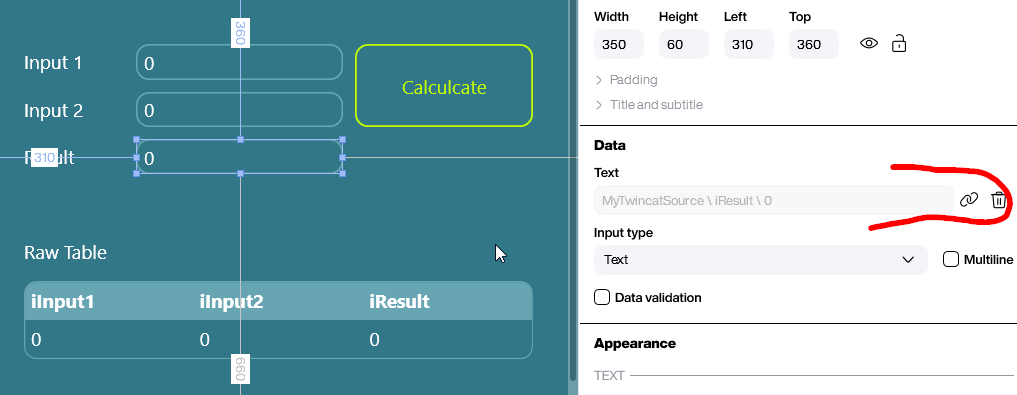 Width Height Left Top
350 60 310 360
Padding
Title and subtitle
Data
Text
MyTwincatSource \ iResult \ 0
Input type
Text
Multiline
Data validation
Appearance
TEXT
360
Input 1 0
Calculcate
Input 2 0
310 0
Raw Table
iInput1 iInput2 iResult
0 0 0
660